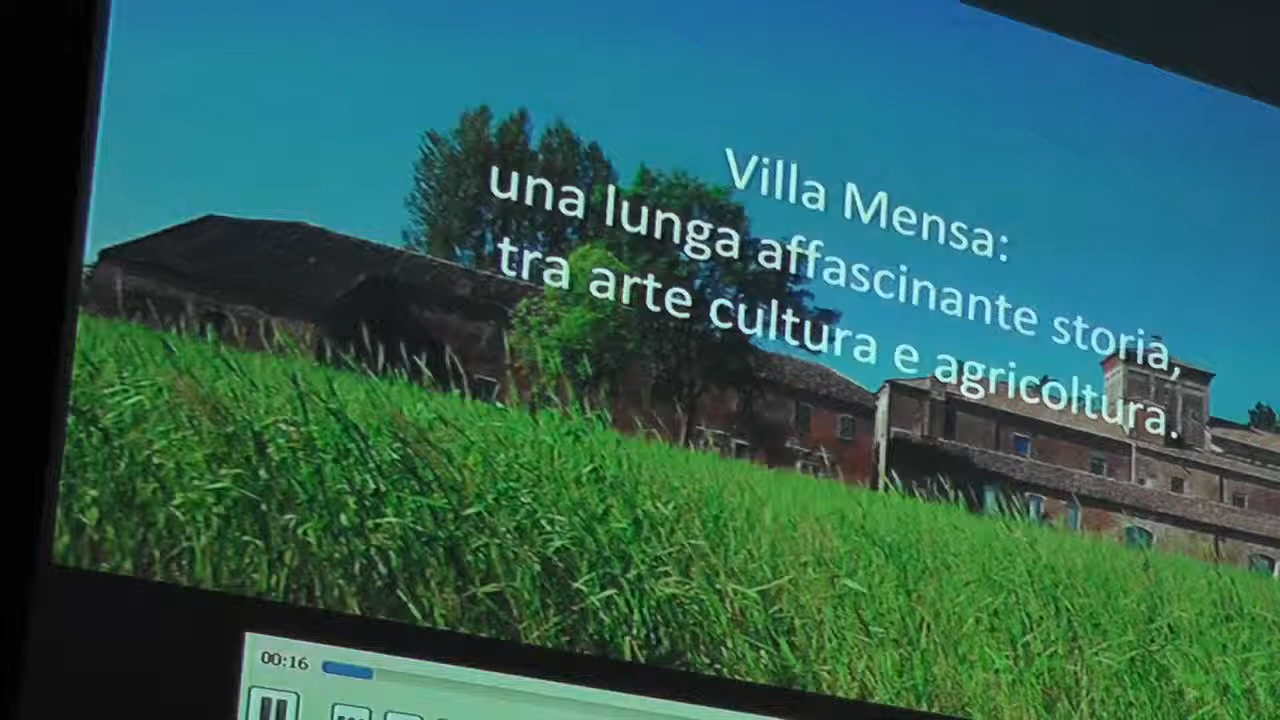 Villa Mensa:
una lunga affascinante storia,
tra arte cultura e agricoltura.
00:16